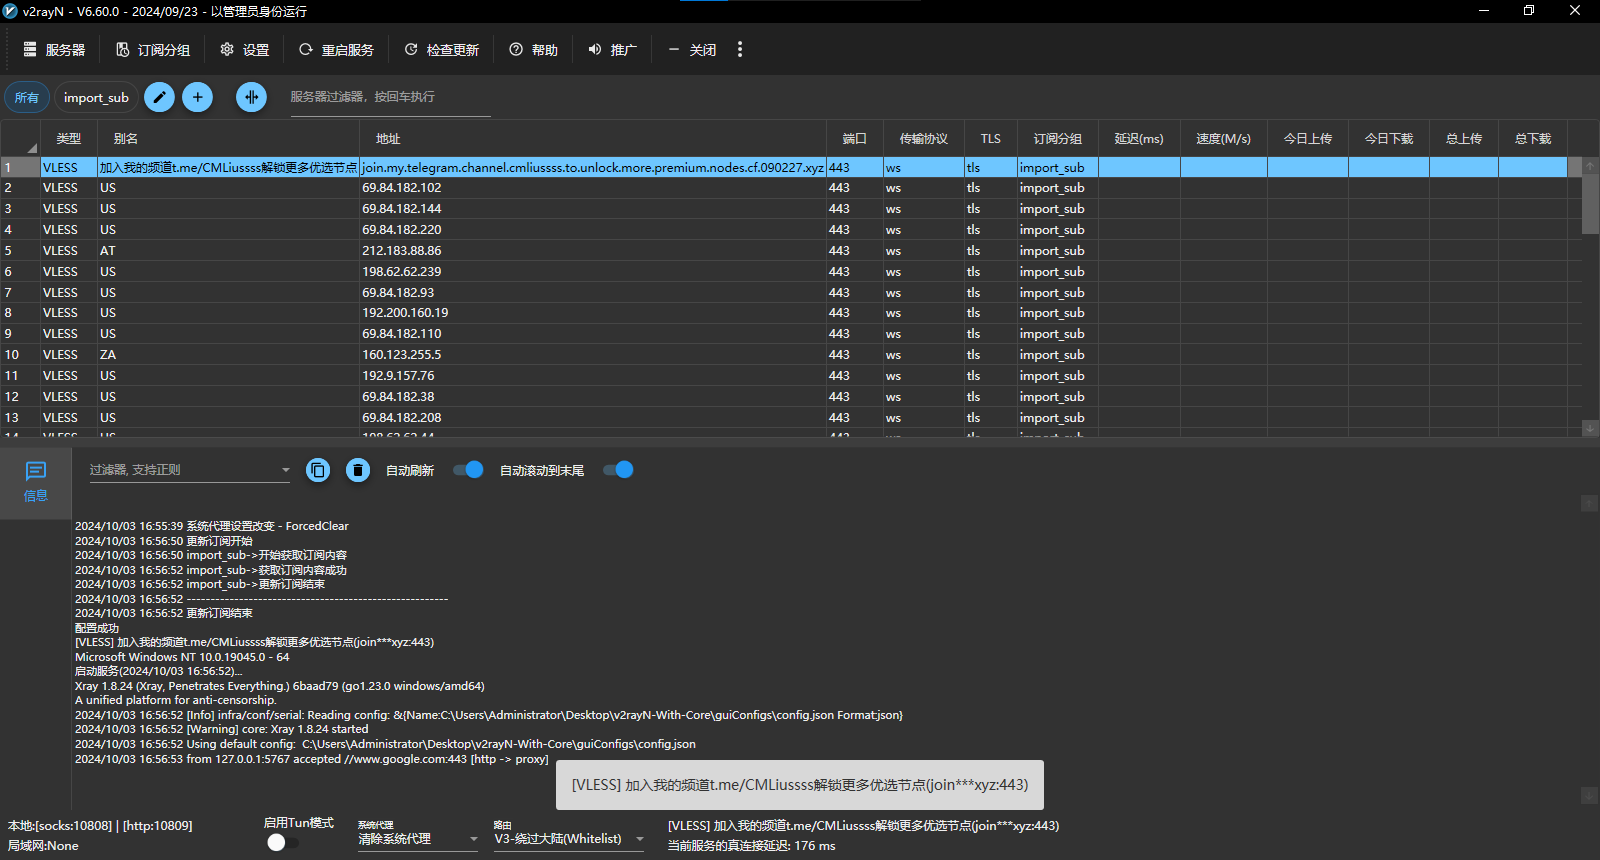 v2rayN - V6.60.0 - 2024/09/23 - 以管理员身份运行
服务器 订阅分组 设置 重启服务 检查更新 帮助 推广 关闭
所有 import_sub 服务器过滤器，按回车执行
类型 别名 地址 端口 传输协议 TLS 订阅分组 延迟(ms) 速度(M/s) 今日上传 今日下载 总上传 总下载
1 VLESS 加入我的频道t.me/CMLiussss解锁更多优选节点 join.my.telegram.channel.cmliussss.to.unlock.more.premium.nodes.cf.090227.xyz 443 ws tls import_sub
2 VLESS US 69.84.182.102 443 ws tls import_sub
3 VLESS US 69.84.182.144 443 ws tls import_sub
4 VLESS US 69.84.182.220 443 ws tls import_sub
5 VLESS AT 212.183.88.86 443 ws tls import_sub
6 VLESS US 198.62.62.239 443 ws tls import_sub
7 VLESS US 69.84.182.93 443 ws tls import_sub
8 VLESS US 192.200.160.19 443 ws tls import_sub
9 VLESS US 69.84.182.110 443 ws tls import_sub
10 VLESS ZA 160.123.255.5 443 ws tls import_sub
11 VLESS US 192.9.157.76 443 ws tls import_sub
12 VLESS US 69.84.182.38 443 ws tls import_sub
13 VLESS US 69.84.182.208 443 ws tls import_sub
信息
过滤器, 支持正则 自动刷新 自动滚动到末尾
2024/10/03 16:55:39 系统代理设置改变 - ForcedClear
2024/10/03 16:56:50 更新订阅开始
2024/10/03 16:56:50 import_sub->开始获取订阅内容
2024/10/03 16:56:52 import_sub->获取订阅内容成功
2024/10/03 16:56:52 import_sub->更新订阅结束
2024/10/03 16:56:52 -------------------------------------------------------
2024/10/03 16:56:52 更新订阅结束
配置成功
[VLESS] 加入我的频道t.me/CMLiussss解锁更多优选节点(join***xyz:443)
Microsoft Windows NT 10.0.19045.0 - 64
启动服务(2024/10/03 16:56:52)...
Xray 1.8.24 (Xray, Penetrates Everything.) 6baad79 (go1.23.0 windows/amd64)
A unified platform for anti-censorship.
2024/10/03 16:56:52 [Info] infra/conf/serial: Reading config: &{Name:C:\Users\Administrator\Desktop\v2rayN-With-Core\guiConfigs\config.json Format:json}
2024/10/03 16:56:52 [Warning] core: Xray 1.8.24 started
2024/10/03 16:56:52 Using default config:  C:\Users\Administrator\Desktop\v2rayN-With-Core\guiConfigs\config.json
2024/10/03 16:56:53 from 127.0.0.1:5767 accepted //www.google.com:443 [http -> proxy]
[VLESS] 加入我的频道t.me/CMLiussss解锁更多优选节点(join***xyz:443)
本地:[socks:10808] | [http:10809]
局域网:None
启用Tun模式
系统代理
清除系统代理
路由
V3-绕过大陆(Whitelist)
[VLESS] 加入我的频道t.me/CMLiussss解锁更多优选节点(join***xyz:443)
当前服务的真连接延迟: 176 ms